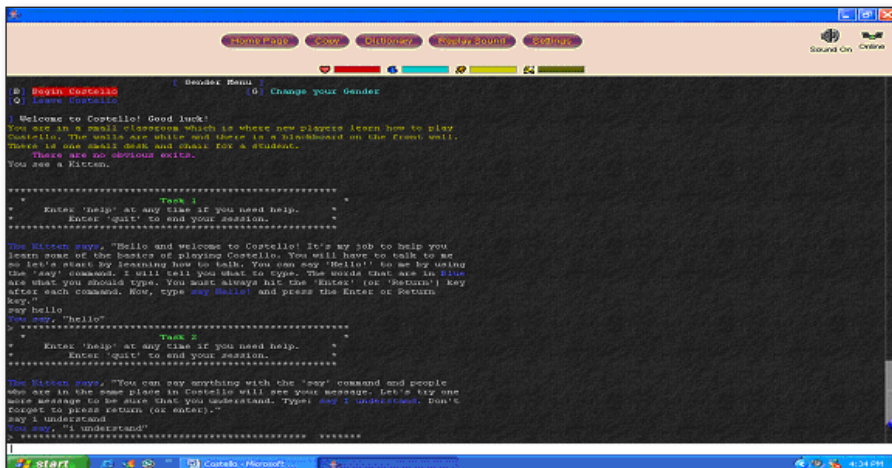 Home Page Copy Dictionary Replay Sound Settings
Sound On Online
[ Gender Menu ]
[B] Begin Costello [G] Change your Gender
[Q] Leave Costello
] Welcome to Costello! Good luck!
You are in a small classroom which is where new players learn how to play
Costello. The walls are white and there is a blackboard on the front wall.
There is one small desk and chair for a student.
There are no obvious exits.
You see a Kitten.
*******************************************************
* Task 1 *
* Enter 'help' at any time if you need help. *
* Enter 'quit' to end your session. *
*******************************************************
The Kitten says, "Hello and welcome to Costello! It's my job to help you
learn some of the basics of playing Costello. You will have to talk to me
so let's start by learning how to talk. You can say 'Hello'' to me by using
the 'say' command. I will tell you what to type. The words that are in Blue
are what you should type. You must always hit the 'Enter' (or 'Return') key
after each command. Now, type say Hello! and press the Enter or Return
key."
say hello
You say, "hello"
> *******************************************************
* Task 2 *
* Enter 'help' at any time if you need help. *
* Enter 'quit' to end your session. *
*******************************************************
The Kitten says, "You can say anything with the 'say' command and people
who are in the same place in Costello will see your message. Let's try one
more message to be sure that you understand. Type: say I understand. Don't
forget to press return (or enter)."
say i understand
You say, "i understand"
> ************************************************ *******
start Costello - Microsoft ... 4:34 PM